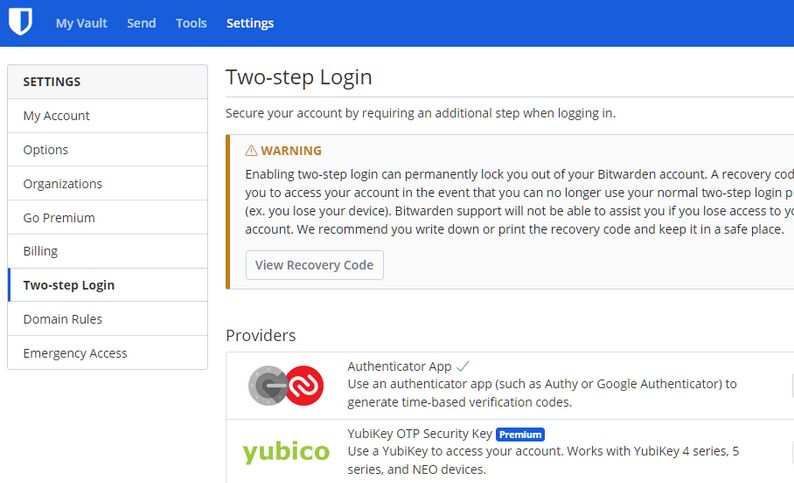 My Vault Send Tools Settings
SETTINGS
My Account
Options
Organizations
Go Premium
Billing
Two-step Login
Domain Rules
Emergency Access
Two-step Login
Secure your account by requiring an additional step when logging in.
WARNING
Enabling two-step login can permanently lock you out of your Bitwarden account. A recovery cod
you to access your account in the event that you can no longer use your normal two-step login p
(ex. you lose your device). Bitwarden support will not be able to assist you if you lose access to yo
account. We recommend you write down or print the recovery code and keep it in a safe place.
View Recovery Code
Providers
Authenticator App
Use an authenticator app (such as Authy or Google Authenticator) to
generate time-based verification codes.
yubico
YubiKey OTP Security Key Premium
Use a YubiKey to access your account. Works with YubiKey 4 series, 5
series, and NEO devices.